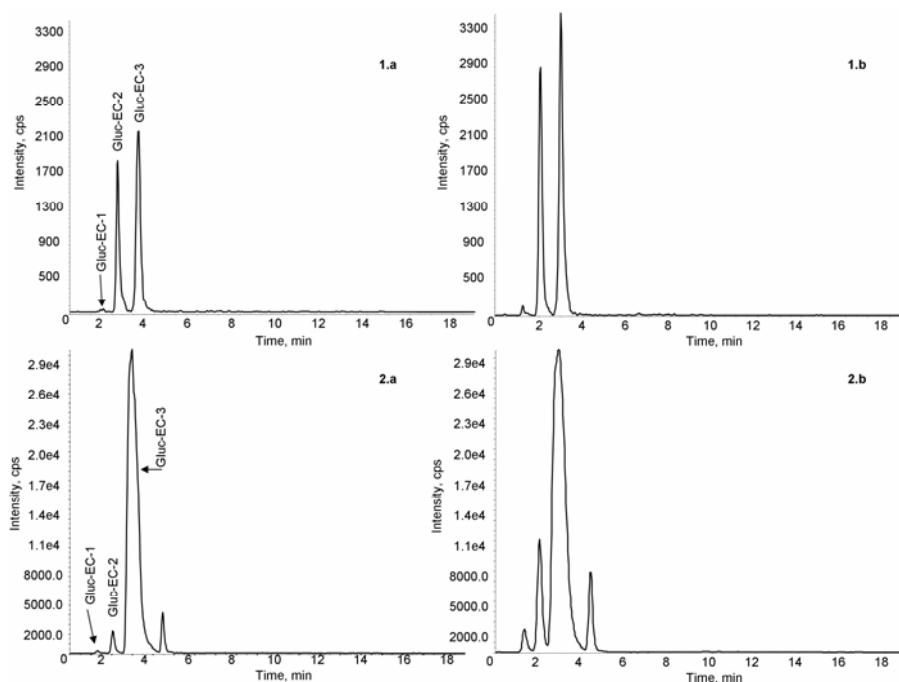 3300
2900
2500
2100
1700
1300
900
500
Intensity, cps
Gluc-EC-1
Gluc-EC-2
Gluc-EC-3
1.a
0 2 4 6 8 10 12 14 16 18
Time, min
3300
2900
2500
2100
1700
1300
900
500
Intensity, cps
1.b
0 2 4 6 8 10 12 14 16 18
Time, min
2.9e4
2.6e4
2.3e4
2.0e4
1.7e4
1.4e4
1.1e4
8000.0
5000.0
2000.0
Intensity, cps
Gluc-EC-1
Gluc-EC-2
Gluc-EC-3
2.a
0 2 4 6 8 10 12 14 16 18
Time, min
2.9e4
2.6e4
2.3e4
2.0e4
1.7e4
1.4e4
1.1e4
8000.0
5000.0
2000.0
Intensity, cps
2.b
0 2 4 6 8 10 12 14 16 18
Time, min